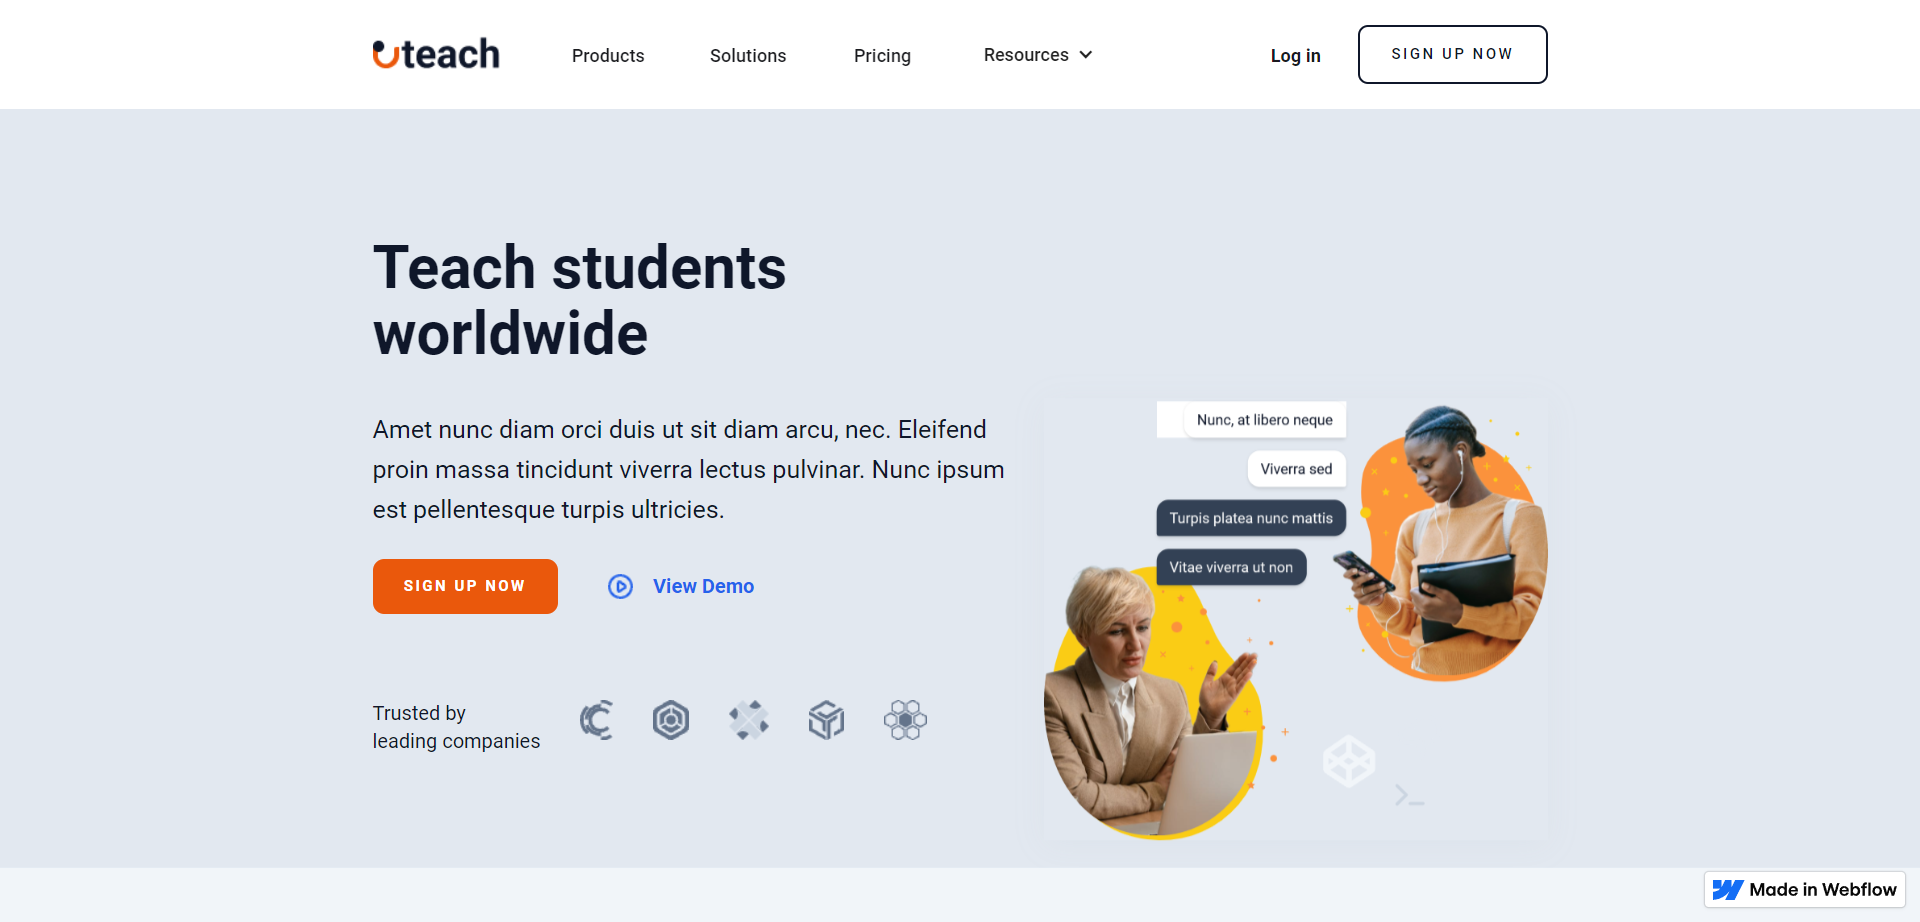 uteach
Products
Solutions
Pricing
Resources
Log in
SIGN UP NOW
Teach students
worldwide
Amet nunc diam orci duis ut sit diam arcu, nec. Eleifend
proin massa tincidunt viverra lectus pulvinar. Nunc ipsum
est pellentesque turpis ultricies.
SIGN UP NOW
View Demo
Trusted by
leading companies
Nunc, at libero neque
Viverra sed
Turpis platea nunc mattis
Vitae viverra ut non
Made in Webflow